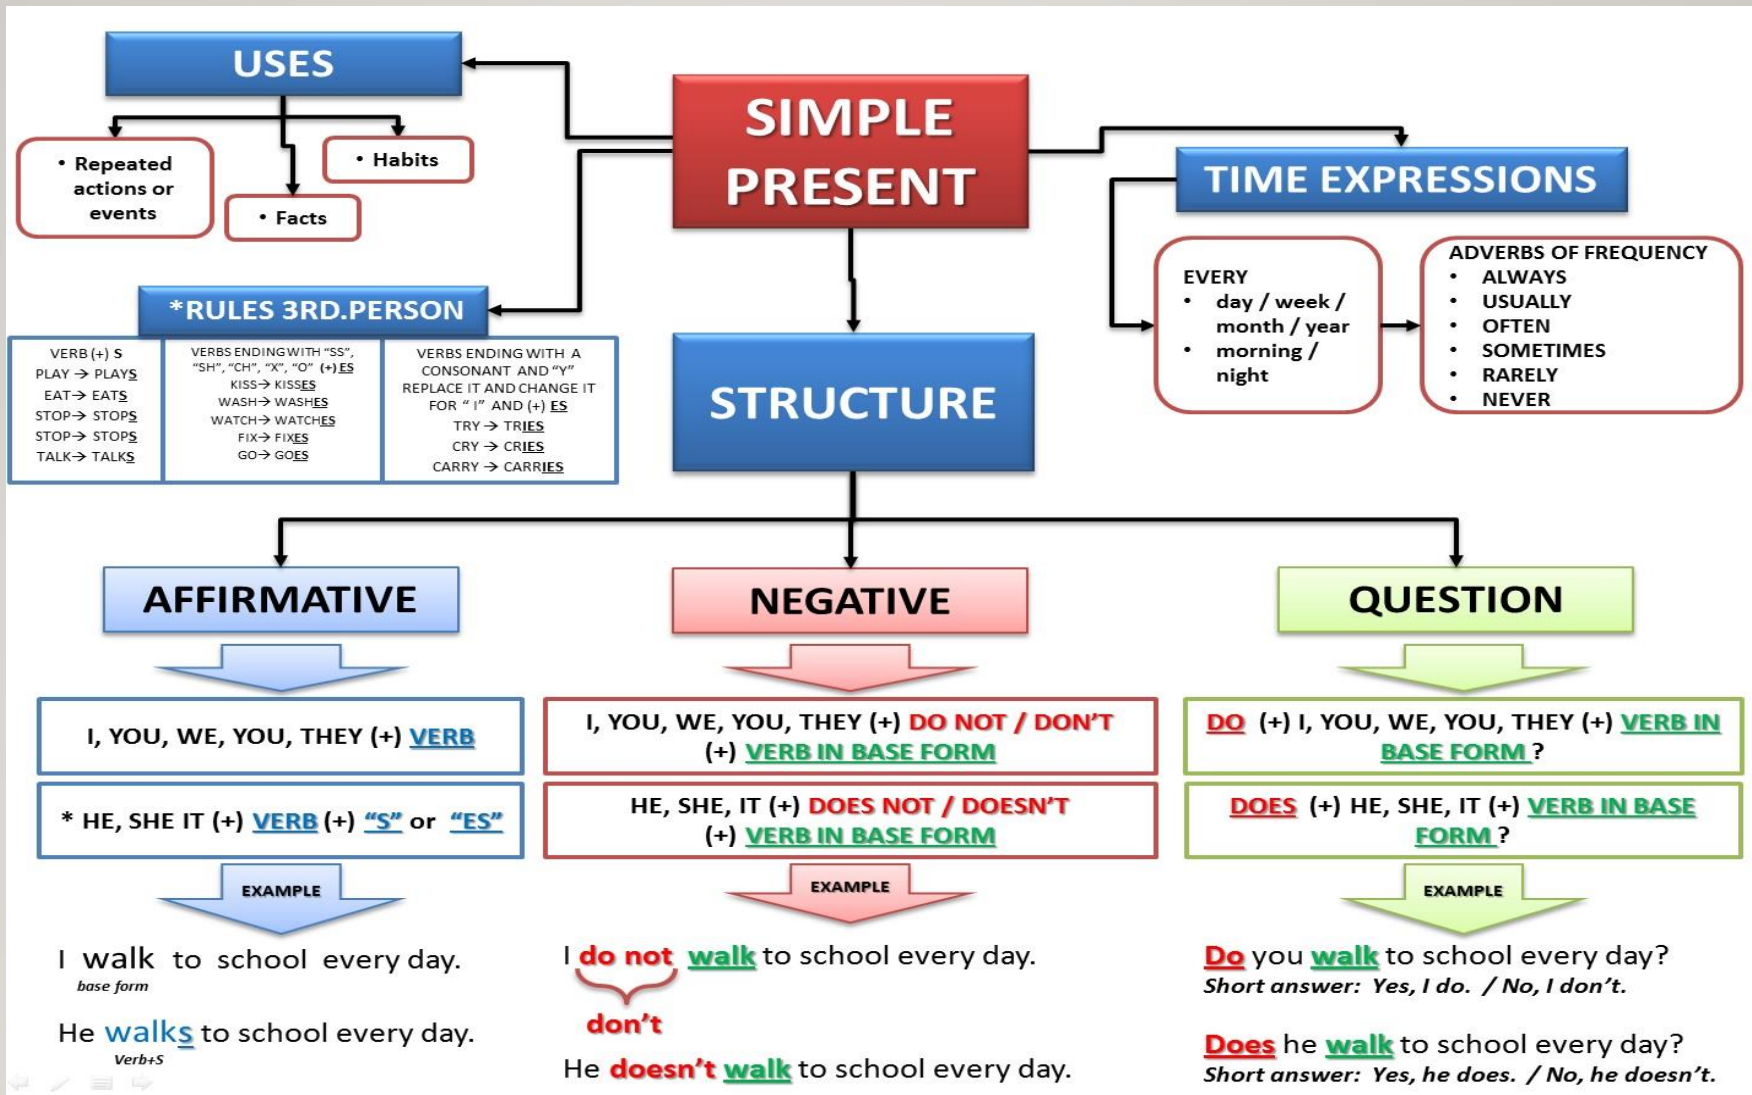 SIMPLE
PRESENT
USES
• Repeated
actions or
events
• Facts
• Habits
TIME EXPRESSIONS
EVERY
• day / week /
month / year
• morning /
night
ADVERBS OF FREQUENCY
• ALWAYS
• USUALLY
• OFTEN
• SOMETIMES
• RARELY
• NEVER
*RULES 3RD.PERSON
VERB (+) S
PLAY → PLAYS
EAT→ EATS
STOP→ STOPS
STOP→ STOPS
TALK→ TALKS
VERBS ENDING WITH “SS”,
“SH”, “CH”, “X”, “O” (+) ES
KISS→ KISSES
WASH→ WASHES
WATCH→ WATCHES
FIX→ FIXES
GO→ GOES
VERBS ENDING WITH A
CONSONANT AND “Y”
REPLACE IT AND CHANGE IT
FOR “ I” AND (+) ES
TRY → TRIES
CRY → CRIES
CARRY → CARRIES
STRUCTURE
AFFIRMATIVE
I, YOU, WE, YOU, THEY (+) VERB
* HE, SHE IT (+) VERB (+) “S” or “ES”
EXAMPLE
I walk to school every day.
base form
He walks to school every day.
Verb+S
NEGATIVE
I, YOU, WE, YOU, THEY (+) DO NOT / DON’T
(+) VERB IN BASE FORM
HE, SHE, IT (+) DOES NOT / DOESN’T
(+) VERB IN BASE FORM
EXAMPLE
I do not walk to school every day.
don’t
He doesn’t walk to school every day.
QUESTION
DO (+) I, YOU, WE, YOU, THEY (+) VERB IN
BASE FORM ?
DOES (+) HE, SHE, IT (+) VERB IN BASE
FORM ?
EXAMPLE
Do you walk to school every day?
Short answer: Yes, I do. / No, I don’t.
Does he walk to school every day?
Short answer: Yes, he does. / No, he doesn’t.